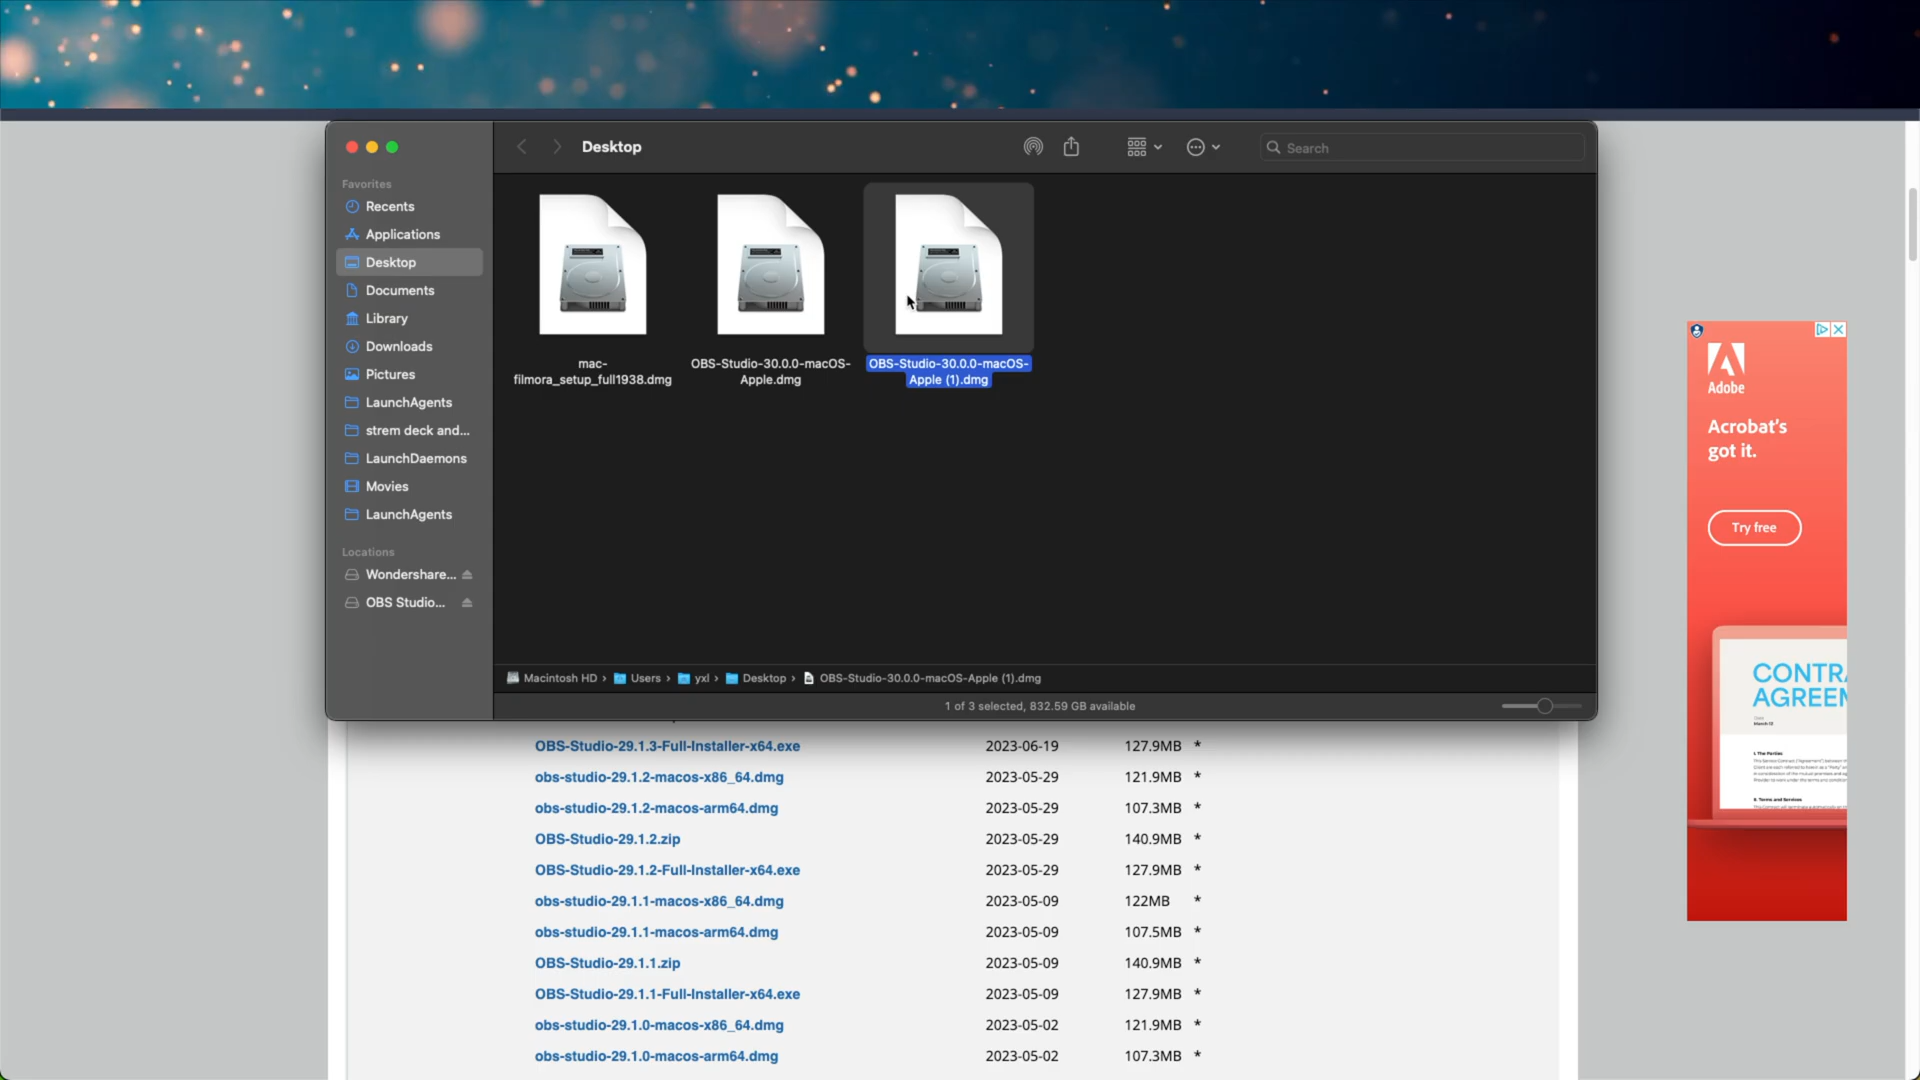 Desktop
Search
Favorites
Recents
Applications
Desktop
Documents
Library
Downloads
Pictures
LaunchAgents
strem deck and...
LaunchDaemons
Movies
LaunchAgents
Locations
Wondershare...
OBS Studio...
mac-
filmora_setup_full1938.dmg
OBS-Studio-30.0.0-macOS-
Apple.dmg
OBS-Studio-30.0.0-macOS-
Apple (1).dmg
Macintosh HD › Users › yxl › Desktop › OBS-Studio-30.0.0-macOS-Apple (1).dmg
1 of 3 selected, 832.59 GB available
OBS-Studio-29.1.3-Full-Installer-x64.exe 2023-06-19 127.9MB *
obs-studio-29.1.2-macos-x86_64.dmg 2023-05-29 121.9MB *
obs-studio-29.1.2-macos-arm64.dmg 2023-05-29 107.3MB *
OBS-Studio-29.1.2.zip 2023-05-29 140.9MB *
OBS-Studio-29.1.2-Full-Installer-x64.exe 2023-05-29 127.9MB *
obs-studio-29.1.1-macos-x86_64.dmg 2023-05-09 122MB *
obs-studio-29.1.1-macos-arm64.dmg 2023-05-09 107.5MB *
OBS-Studio-29.1.1.zip 2023-05-09 140.9MB *
OBS-Studio-29.1.1-Full-Installer-x64.exe 2023-05-09 127.9MB *
obs-studio-29.1.0-macos-x86_64.dmg 2023-05-02 121.9MB *
obs-studio-29.1.0-macos-arm64.dmg 2023-05-02 107.3MB *
Adobe
Acrobat's
got it.
Try free
CONTRA
AGREEM
I. The Parties
II. Terms and Services